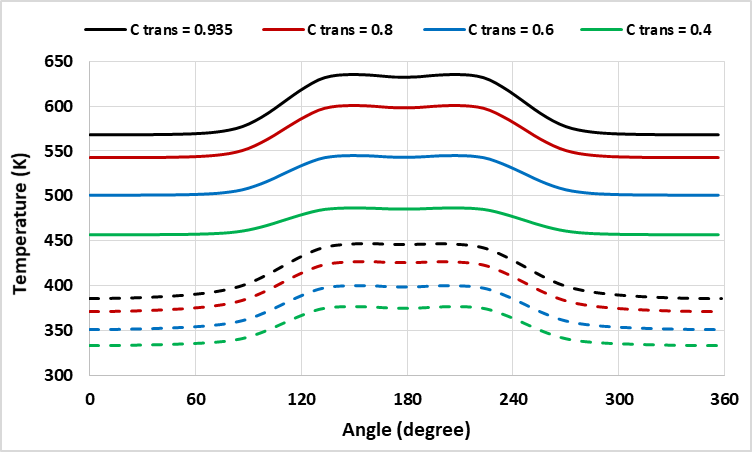 C trans = 0.935 C trans = 0.8 C trans = 0.6 C trans = 0.4
650
600
550
500
450
400
350
300
Temperature (K)
0 60 120 180 240 300 360
Angle (degree)